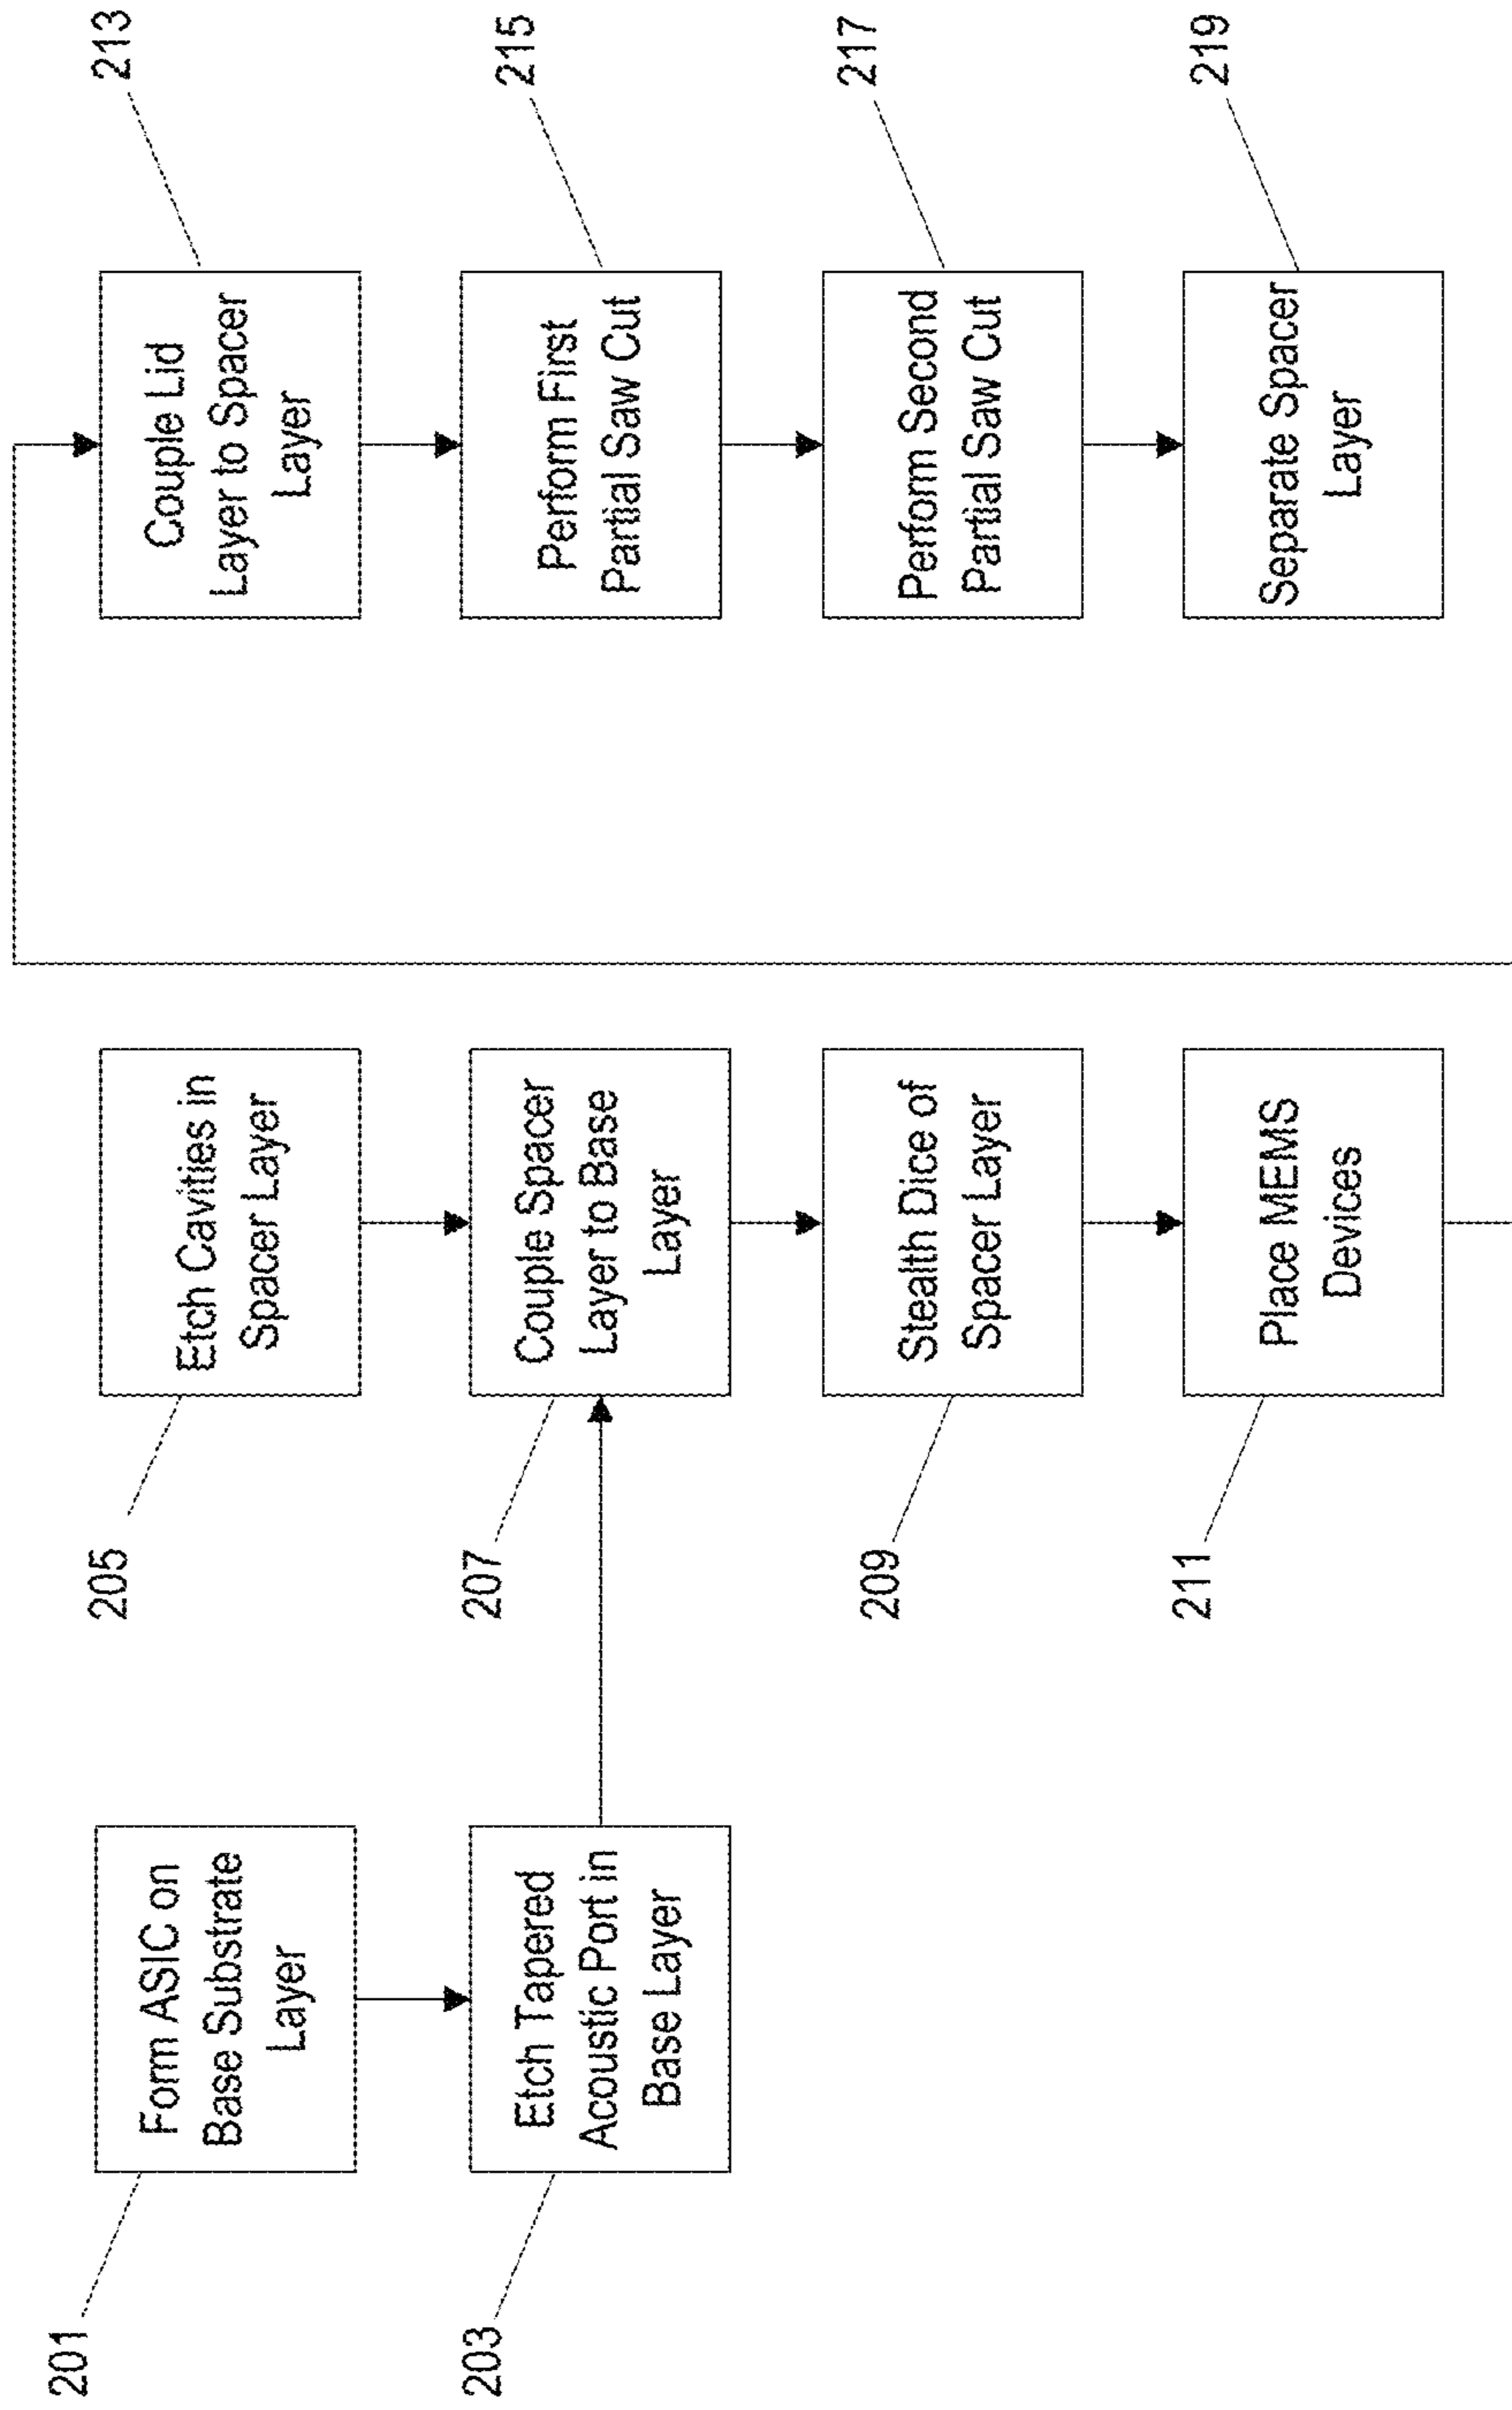 201
Form ASIC on
Base Substrate
Layer
203
Etch Tapered
Acoustic Port in
Base Layer
205
Etch Cavities in
Spacer Layer
207
Couple Spacer
Layer to Base
Layer
209
Stealth Dice of
Spacer Layer
211
Place MEMS
Devices
213
Couple Lid
Layer to Spacer
Layer
215
Perform First
Partial Saw Cut
217
Perform Second
Partial Saw Cut
219
Separate Spacer
Layer